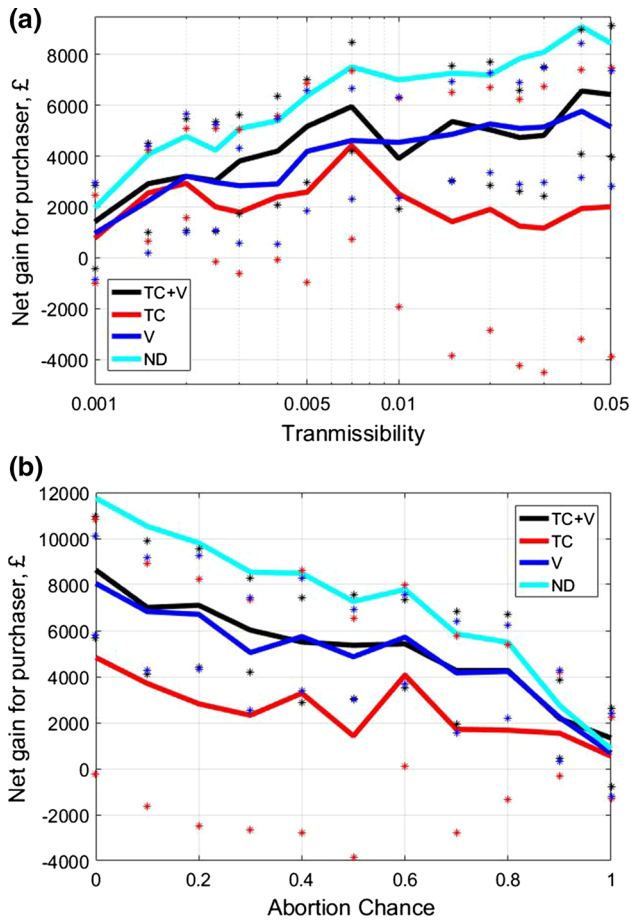 (a)
Net gain for purchaser, £
8000
6000
4000
2000
0
-2000
-4000
TC+V
TC
V
ND
0.001
0.005
0.01
0.05
Tranmissibility
(b)
Net gain for purchaser, £
12000
10000
8000
6000
4000
2000
0
-2000
-4000
TC+V
TC
V
ND
0
0.2
0.4
0.6
0.8
1
Abortion Chance